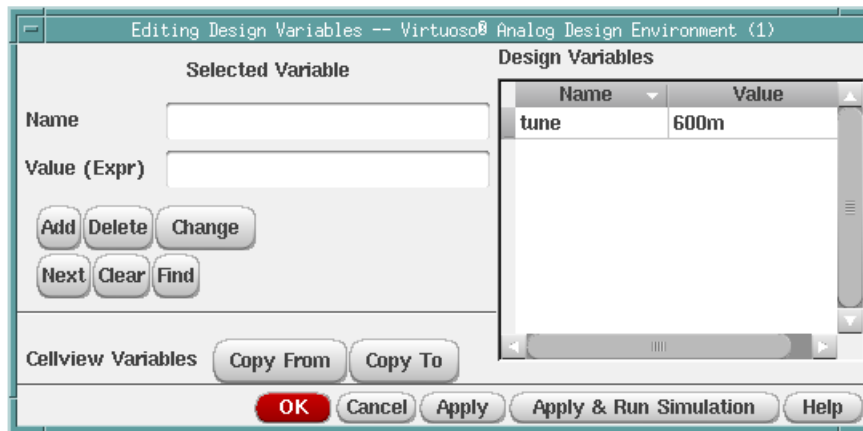 Editing Design Variables -- Virtuoso® Analog Design Environment (1)
Selected Variable
Name
Value (Expr)
Add Delete Change
Next Clear Find
Cellview Variables Copy From Copy To
Design Variables
Name Value
tune 600m
OK Cancel Apply Apply & Run Simulation Help